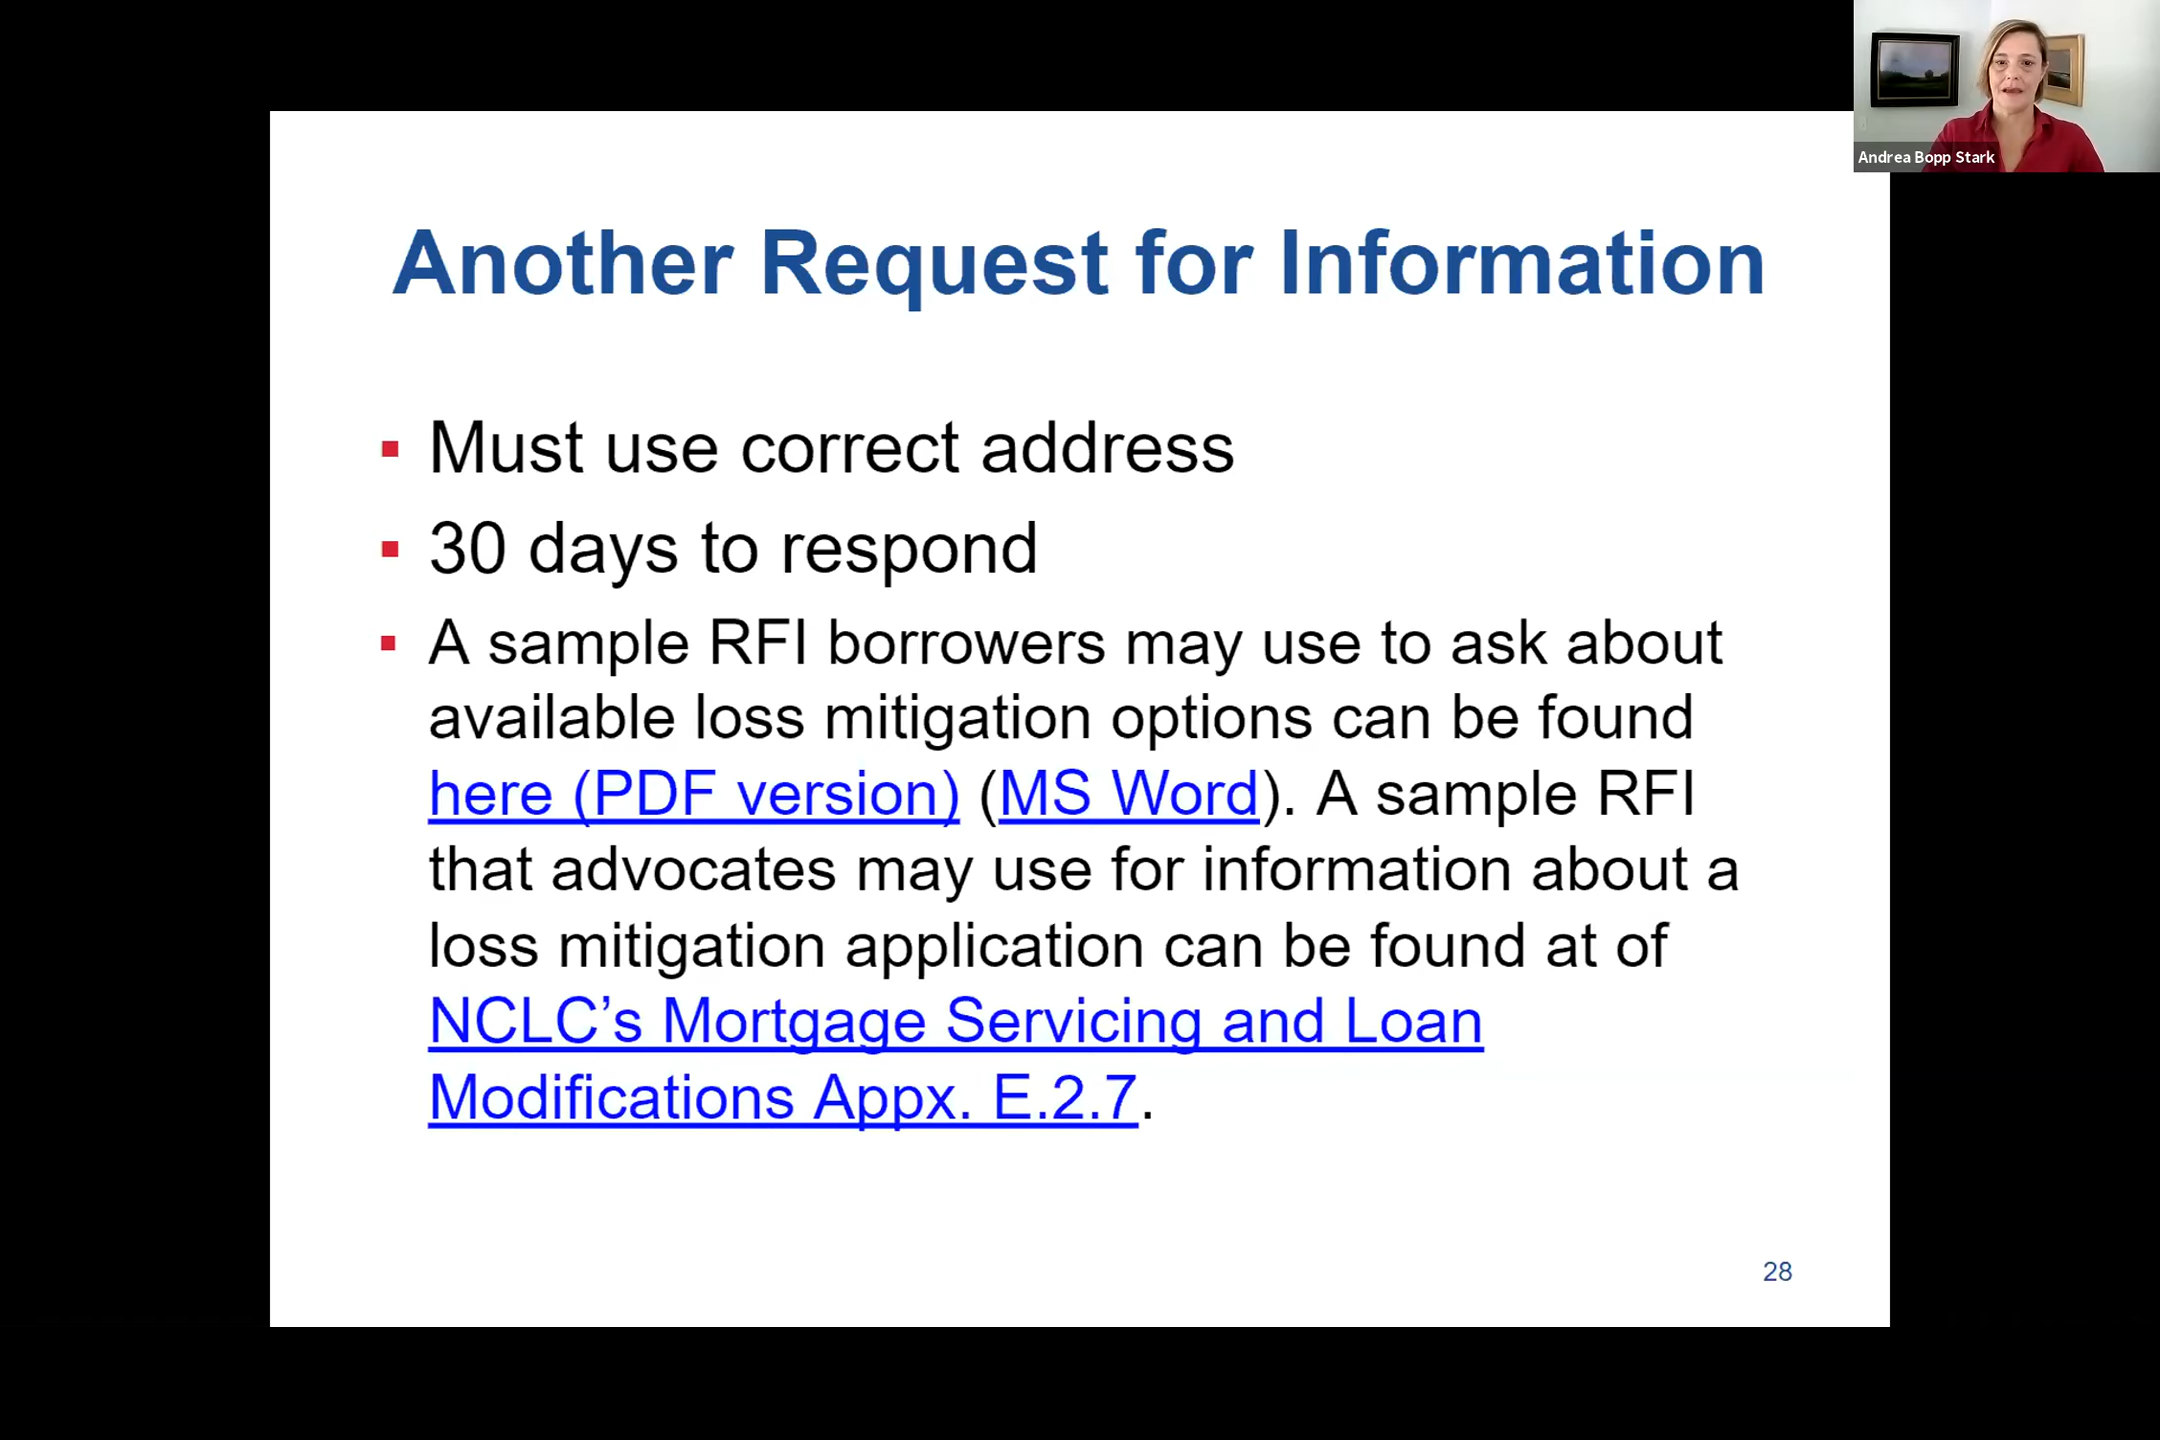 Andrea Bopp Stark
Another Request for Information
▪ Must use correct address
▪ 30 days to respond
▪ A sample RFI borrowers may use to ask about
available loss mitigation options can be found
here (PDF version) (MS Word). A sample RFI
that advocates may use for information about a
loss mitigation application can be found at of
NCLC’s Mortgage Servicing and Loan
Modifications Appx. E.2.7.
28